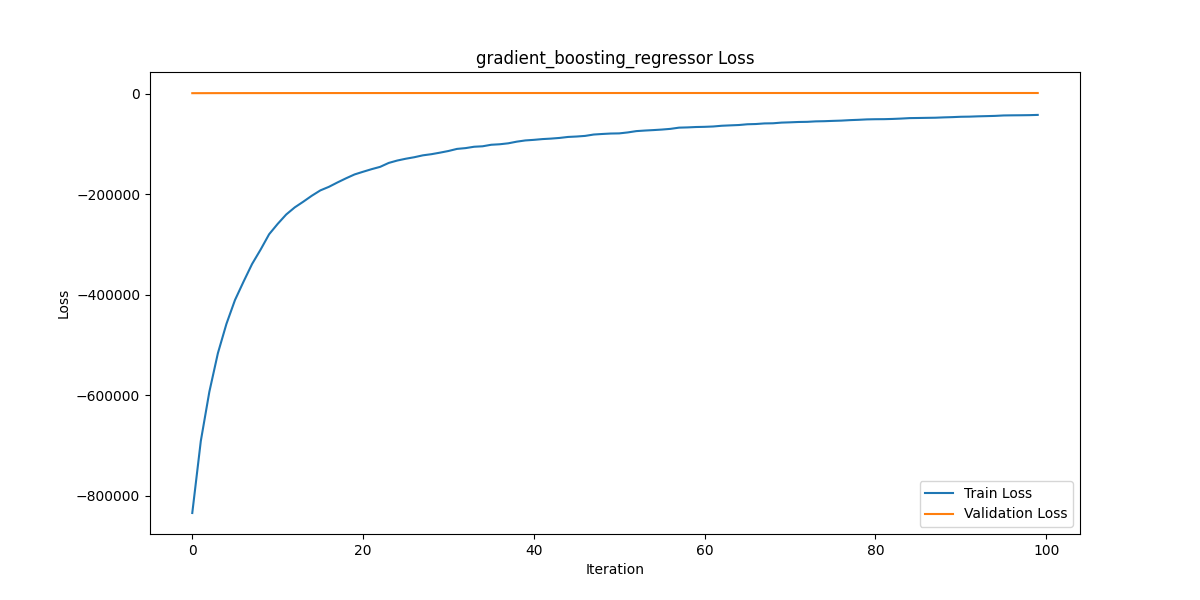 gradient_boosting_regressor Loss
0
−200000
−400000
−600000
−800000
Loss
0 20 40 60 80 100
Iteration
Train Loss
Validation Loss